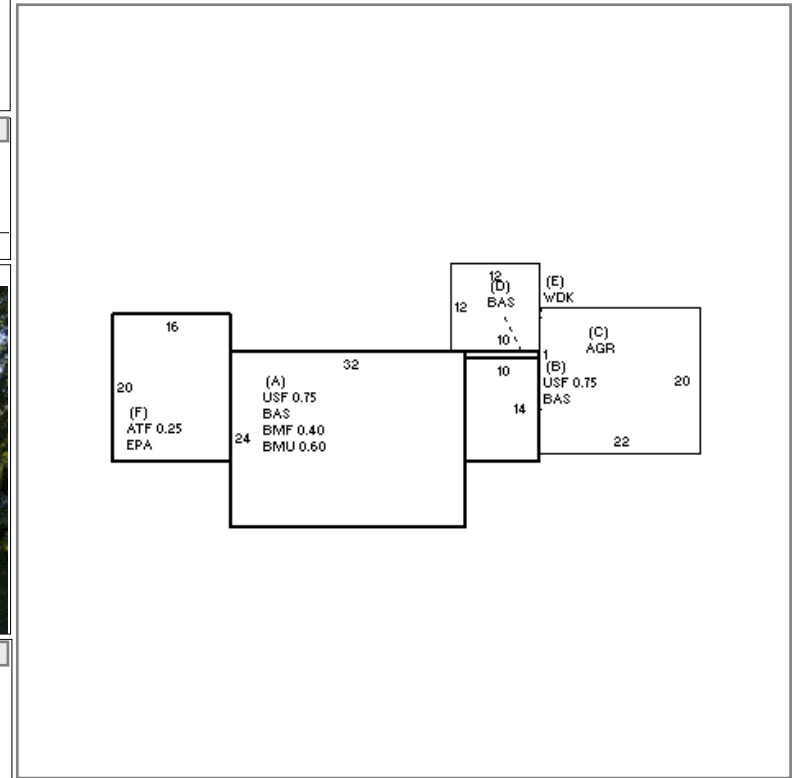 12
(D)
BAS
12
10
(E)
WDK
16
20
(F)
ATF 0.25
EPA
32
(A)
USF 0.75
BAS
BMF 0.40
BMU 0.60
24
10
14
1
(B)
USF 0.75
BAS
(C)
AGR
20
22